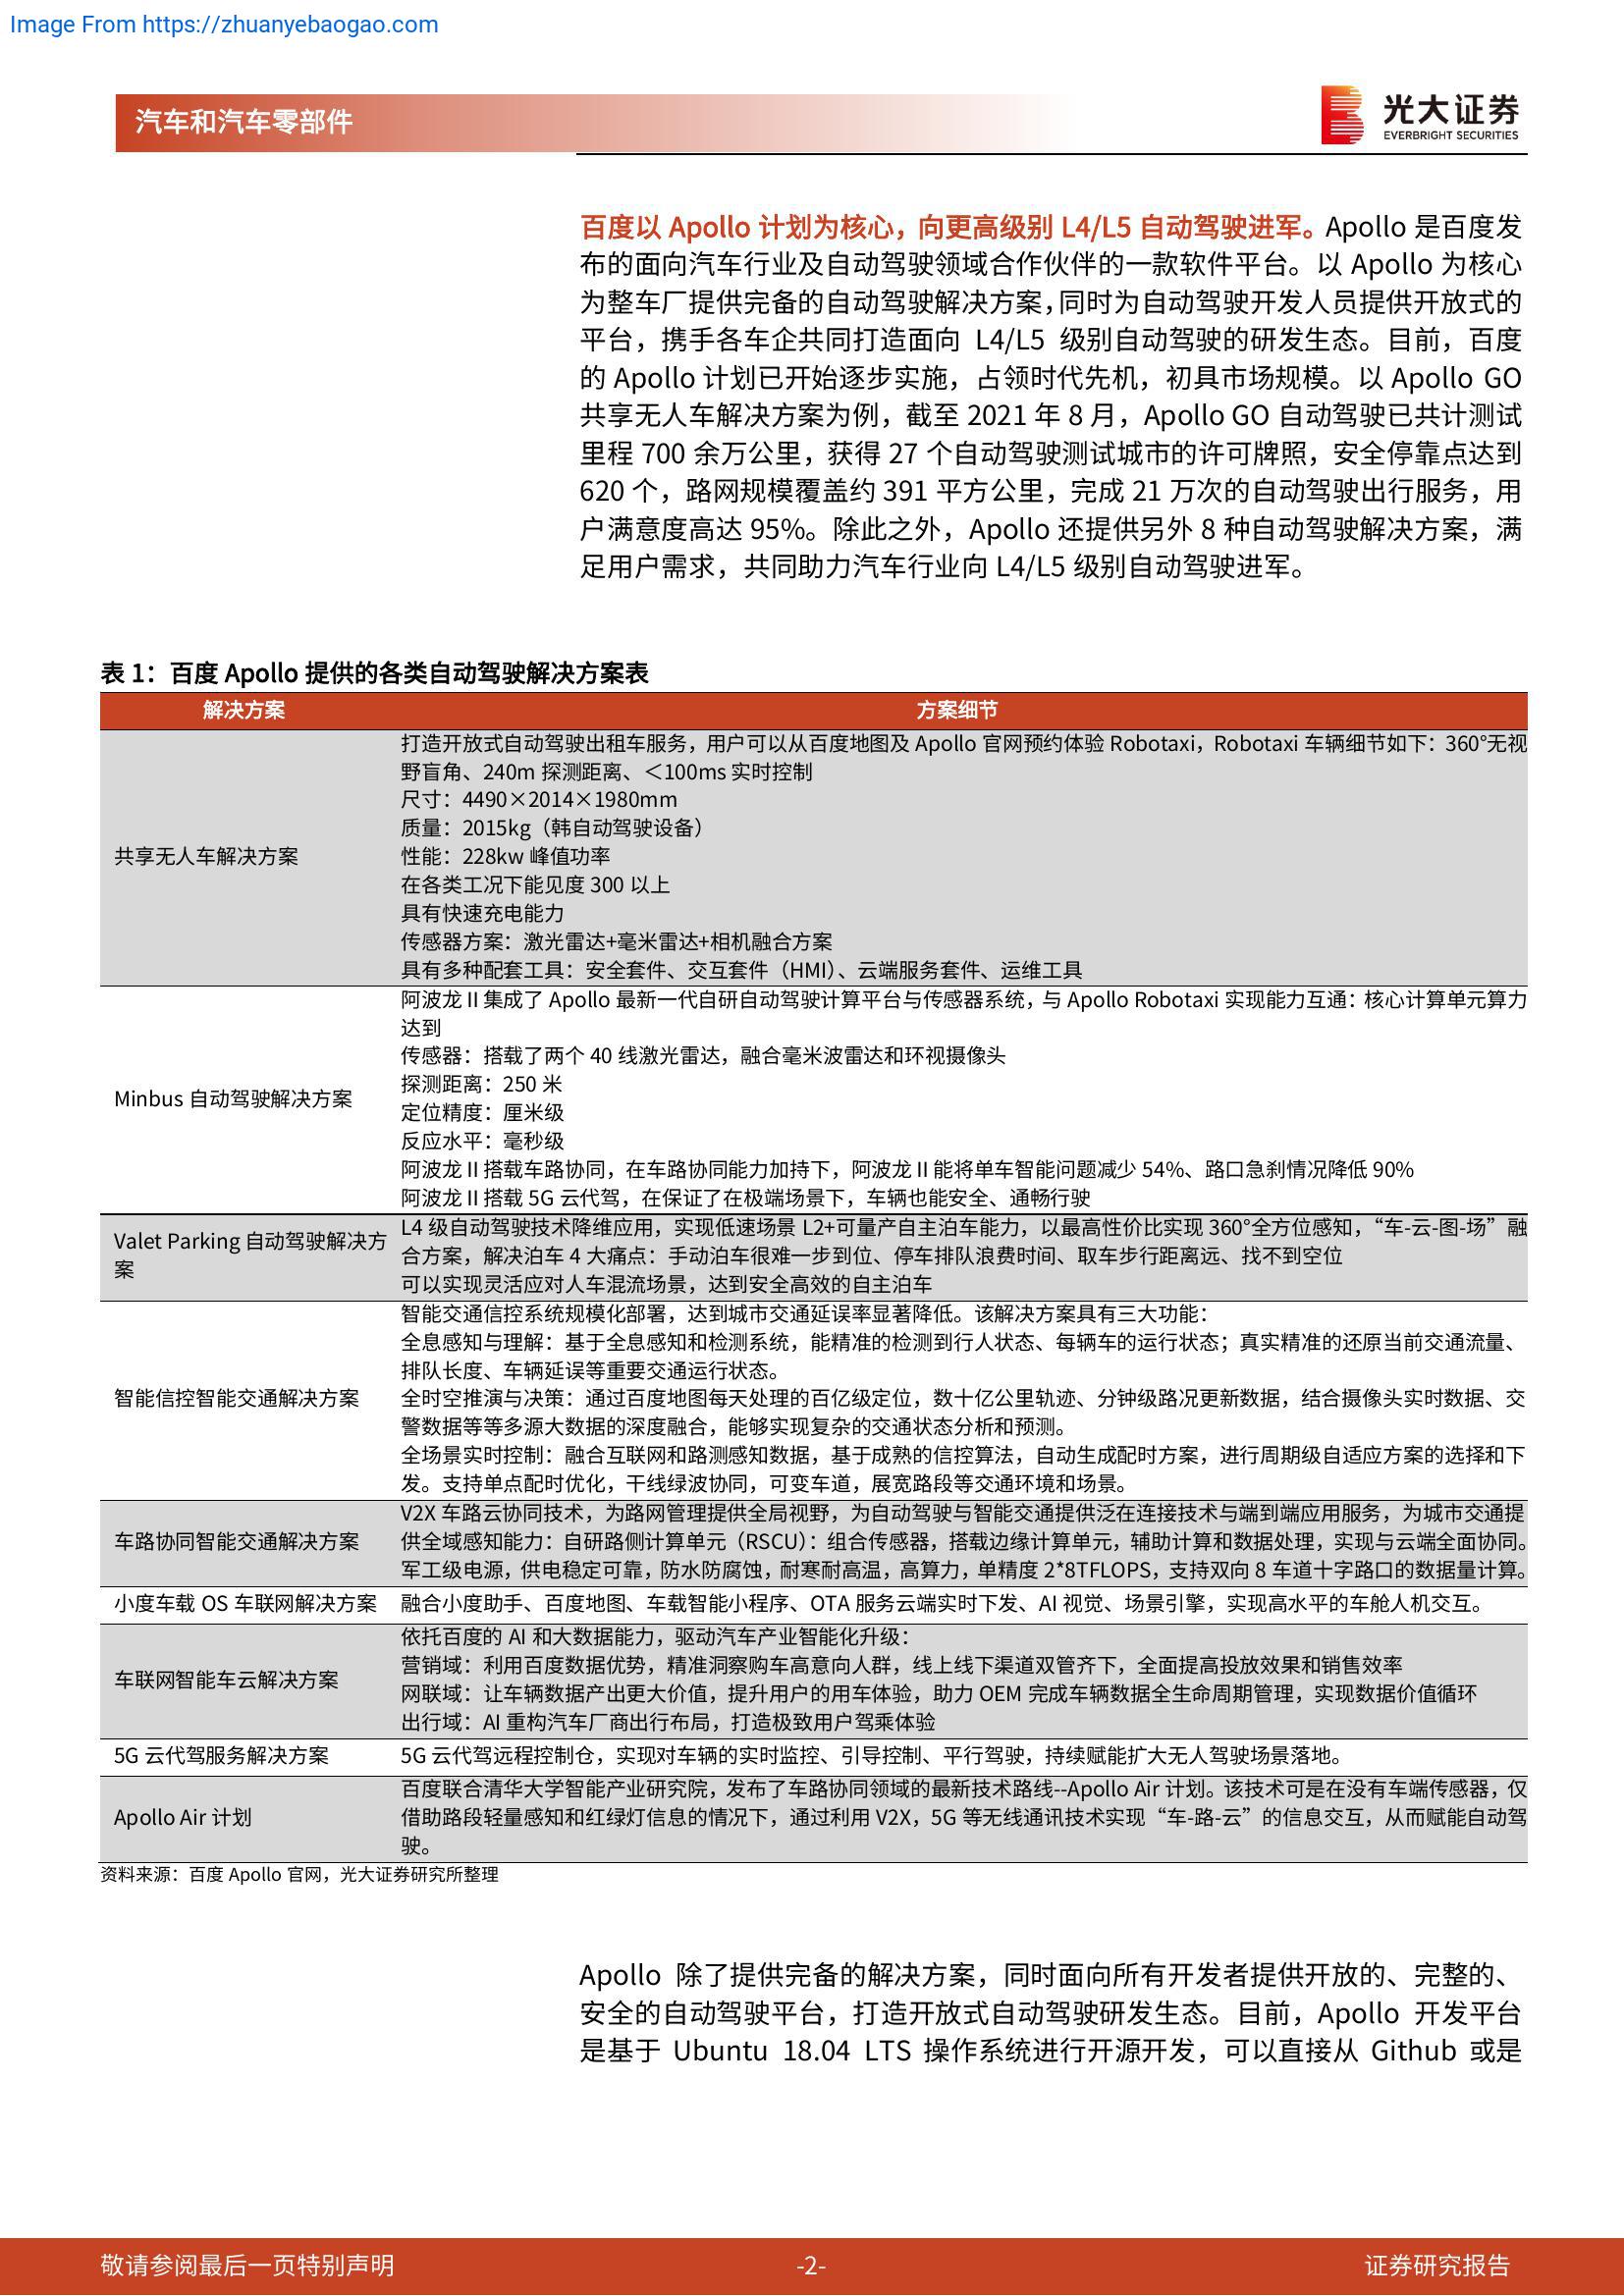 Image From https://zhuanyebaogao.com
汽车和汽车零部件
光大证券
EVERBRIGHT SECURITIES
百度以 Apollo 计划为核心，向更高级别 L4/L5 自动驾驶进军。Apollo 是百度发
布的面向汽车行业及自动驾驶领域合作伙伴的一款软件平台。以 Apollo 为核心
为整车厂提供完备的自动驾驶解决方案，同时为自动驾驶开发人员提供开放式的
平台，携手各车企共同打造面向 L4/L5 级别自动驾驶的研发生态。目前，百度
的 Apollo 计划已开始逐步实施，占领时代先机，初具市场规模。以 Apollo GO
共享无人车解决方案为例，截至 2021 年 8 月，Apollo GO 自动驾驶已共计测试
里程 700 余万公里，获得 27 个自动驾驶测试城市的许可牌照，安全停靠点达到
620 个，路网规模覆盖约 391 平方公里，完成 21 万次的自动驾驶出行服务，用
户满意度高达 95%。除此之外，Apollo 还提供另外 8 种自动驾驶解决方案，满
足用户需求，共同助力汽车行业向 L4/L5 级别自动驾驶进军。
表 1：百度 Apollo 提供的各类自动驾驶解决方案表
解决方案 方案细节
打造开放式自动驾驶出租车服务，用户可以从百度地图及 Apollo 官网预约体验 Robotaxi，Robotaxi 车辆细节如下：360°无视
野盲角、240m 探测距离、＜100ms 实时控制
尺寸：4490×2014×1980mm
质量：2015kg（韩自动驾驶设备）
共享无人车解决方案 性能：228kw 峰值功率
在各类工况下能见度 300 以上
具有快速充电能力
传感器方案：激光雷达+毫米雷达+相机融合方案
具有多种配套工具：安全套件、交互套件（HMI）、云端服务套件、运维工具
阿波龙 II 集成了 Apollo 最新一代自研自动驾驶计算平台与传感器系统，与 Apollo Robotaxi 实现能力互通：核心计算单元算力
达到
传感器：搭载了两个 40 线激光雷达，融合毫米波雷达和环视摄像头
探测距离：250 米
Minbus 自动驾驶解决方案
定位精度：厘米级
反应水平：毫秒级
阿波龙 II 搭载车路协同，在车路协同能力加持下，阿波龙 II 能将单车智能问题减少 54%、路口急刹情况降低 90%
阿波龙 II 搭载 5G 云代驾，在保证了在极端场景下，车辆也能安全、通畅行驶
Valet Parking 自动驾驶解决方
案
L4 级自动驾驶技术降维应用，实现低速场景 L2+可量产自主泊车能力，以最高性价比实现 360°全方位感知，“车-云-图-场”融
合方案，解决泊车 4 大痛点：手动泊车很难一步到位、停车排队浪费时间、取车步行距离远、找不到空位
可以实现灵活应对人车混流场景，达到安全高效的自主泊车
智能交通信控系统规模化部署，达到城市交通延误率显著降低。该解决方案具有三大功能：
全息感知与理解：基于全息感知和检测系统，能精准的检测到行人状态、每辆车的运行状态；真实精准的还原当前交通流量、
排队长度、车辆延误等重要交通运行状态。
智能信控智能交通解决方案 全时空推演与决策：通过百度地图每天处理的百亿级定位，数十亿公里轨迹、分钟级路况更新数据，结合摄像头实时数据、交
警数据等等多源大数据的深度融合，能够实现复杂的交通状态分析和预测。
全场景实时控制：融合互联网和路测感知数据，基于成熟的信控算法，自动生成配时方案，进行周期级自适应方案的选择和下
发。支持单点配时优化，干线绿波协同，可变车道，展宽路段等交通环境和场景。
V2X 车路云协同技术，为路网管理提供全局视野，为自动驾驶与智能交通提供泛在连接技术与端到端应用服务，为城市交通提
车路协同智能交通解决方案 供全域感知能力：自研路侧计算单元（RSCU）：组合传感器，搭载边缘计算单元，辅助计算和数据处理，实现与云端全面协同。
军工级电源，供电稳定可靠，防水防腐蚀，耐寒耐高温，高算力，单精度 2*8TFLOPS，支持双向 8 车道十字路口的数据量计算。
小度车载 OS 车联网解决方案 融合小度助手、百度地图、车载智能小程序、OTA 服务云端实时下发、AI 视觉、场景引擎，实现高水平的车舱人机交互。
依托百度的 AI 和大数据能力，驱动汽车产业智能化升级：
营销域：利用百度数据优势，精准洞察购车高意向人群，线上线下渠道双管齐下，全面提高投放效果和销售效率
车联网智能车云解决方案
网联域：让车辆数据产出更大价值，提升用户的用车体验，助力 OEM 完成车辆数据全生命周期管理，实现数据价值循环
出行域：AI 重构汽车厂商出行布局，打造极致用户驾乘体验
5G 云代驾服务解决方案 5G 云代驾远程控制仓，实现对车辆的实时监控、引导控制、平行驾驶，持续赋能扩大无人驾驶场景落地。
百度联合清华大学智能产业研究院，发布了车路协同领域的最新技术路线--Apollo Air 计划。该技术可是在没有车端传感器，仅
Apollo Air 计划 借助路段轻量感知和红绿灯信息的情况下，通过利用 V2X，5G 等无线通讯技术实现“车-路-云”的信息交互，从而赋能自动驾
驶。
资料来源：百度 Apollo 官网，光大证券研究所整理
Apollo 除了提供完备的解决方案，同时面向所有开发者提供开放的、完整的、
安全的自动驾驶平台，打造开放式自动驾驶研发生态。目前，Apollo 开发平台
是基于 Ubuntu 18.04 LTS 操作系统进行开源开发，可以直接从 Github 或是
敬请参阅最后一页特别声明 -2- 证券研究报告